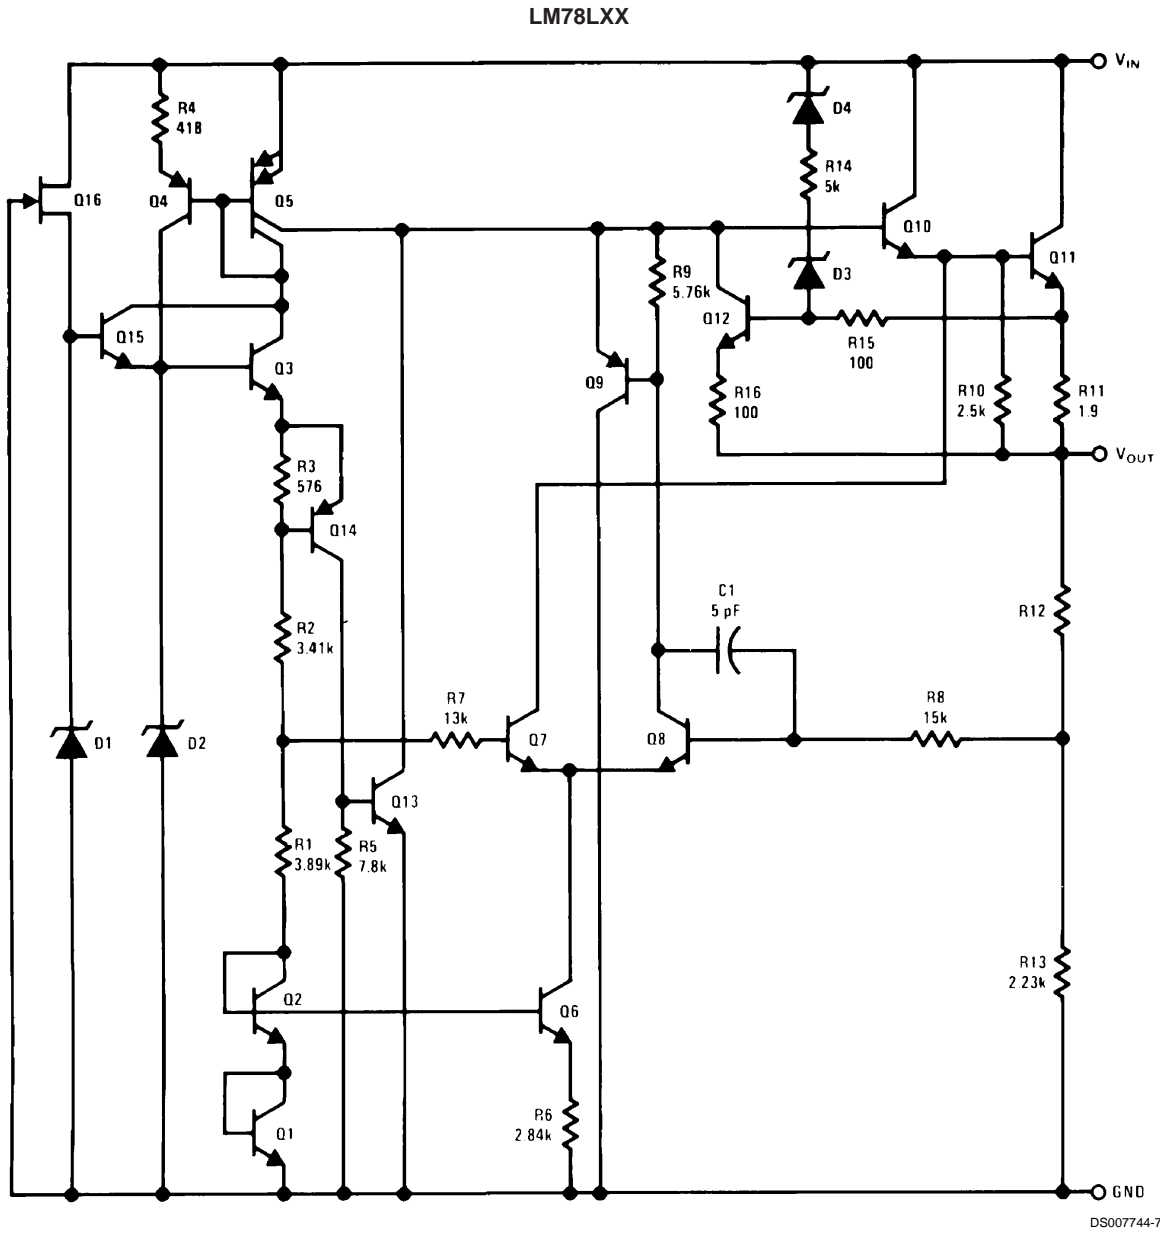 LM78LXX
V_IN
R4
418
D4
R14
5k
Q16
Q4
Q5
Q10
Q11
R9
5.76k
D3
Q12
Q15
Q3
R15
100
Q9
R16
100
R10
2.5k
R11
1.9
V_OUT
R3
576
Q14
C1
5 pF
R12
R2
3.41k
R7
13k
R8
15k
D1
D2
Q7
Q8
Q13
R1
3.89k
R5
7.8k
R13
2.23k
Q2
Q6
R6
2.84k
Q1
GND
DS007744-7